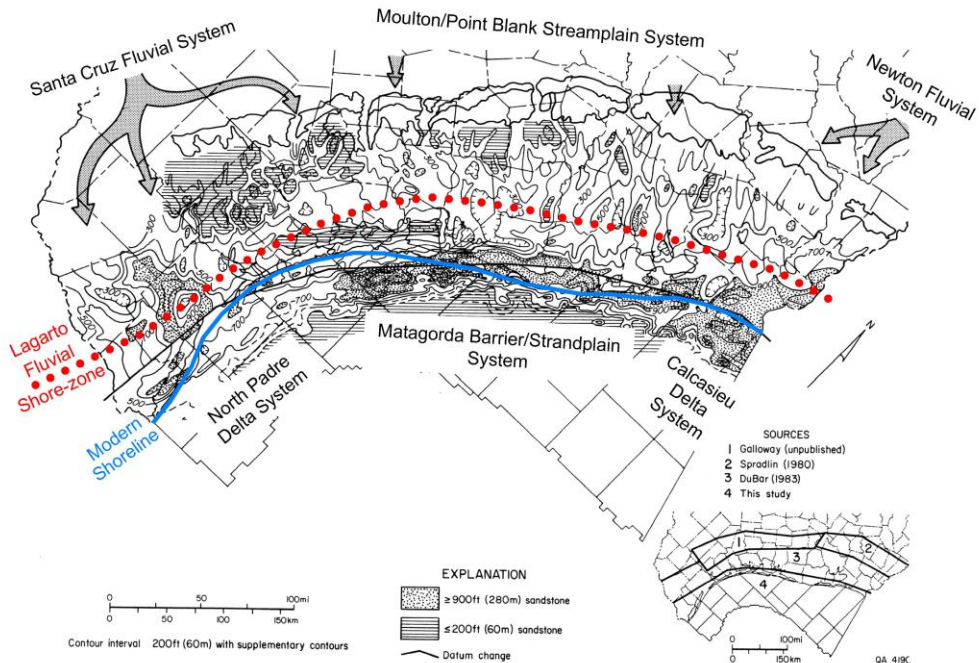 Moulton/Point Blank Streamplain System
Santa Cruz Fluvial System
Newton Fluvial
System
300
500
300
700
300
700
500
Lagarto
Fluvial
Shore-zone
Modern
Shoreline
North Padre
Delta System
Matagorda Barrier/Strandplain
System
Calcasieu
Delta
System
N
SOURCES
1 Galloway (unpublished)
2 Spradlin (1980)
3 DuBar (1983)
4 This study
1
2
3
4
0 50 100mi
0 50 100 150km
Contour interval 200ft (60m) with supplementary contours
EXPLANATION
≥900ft (280m) sandstone
≤200ft (60m) sandstone
Datum change
0 100mi
0 150km
QA 4190